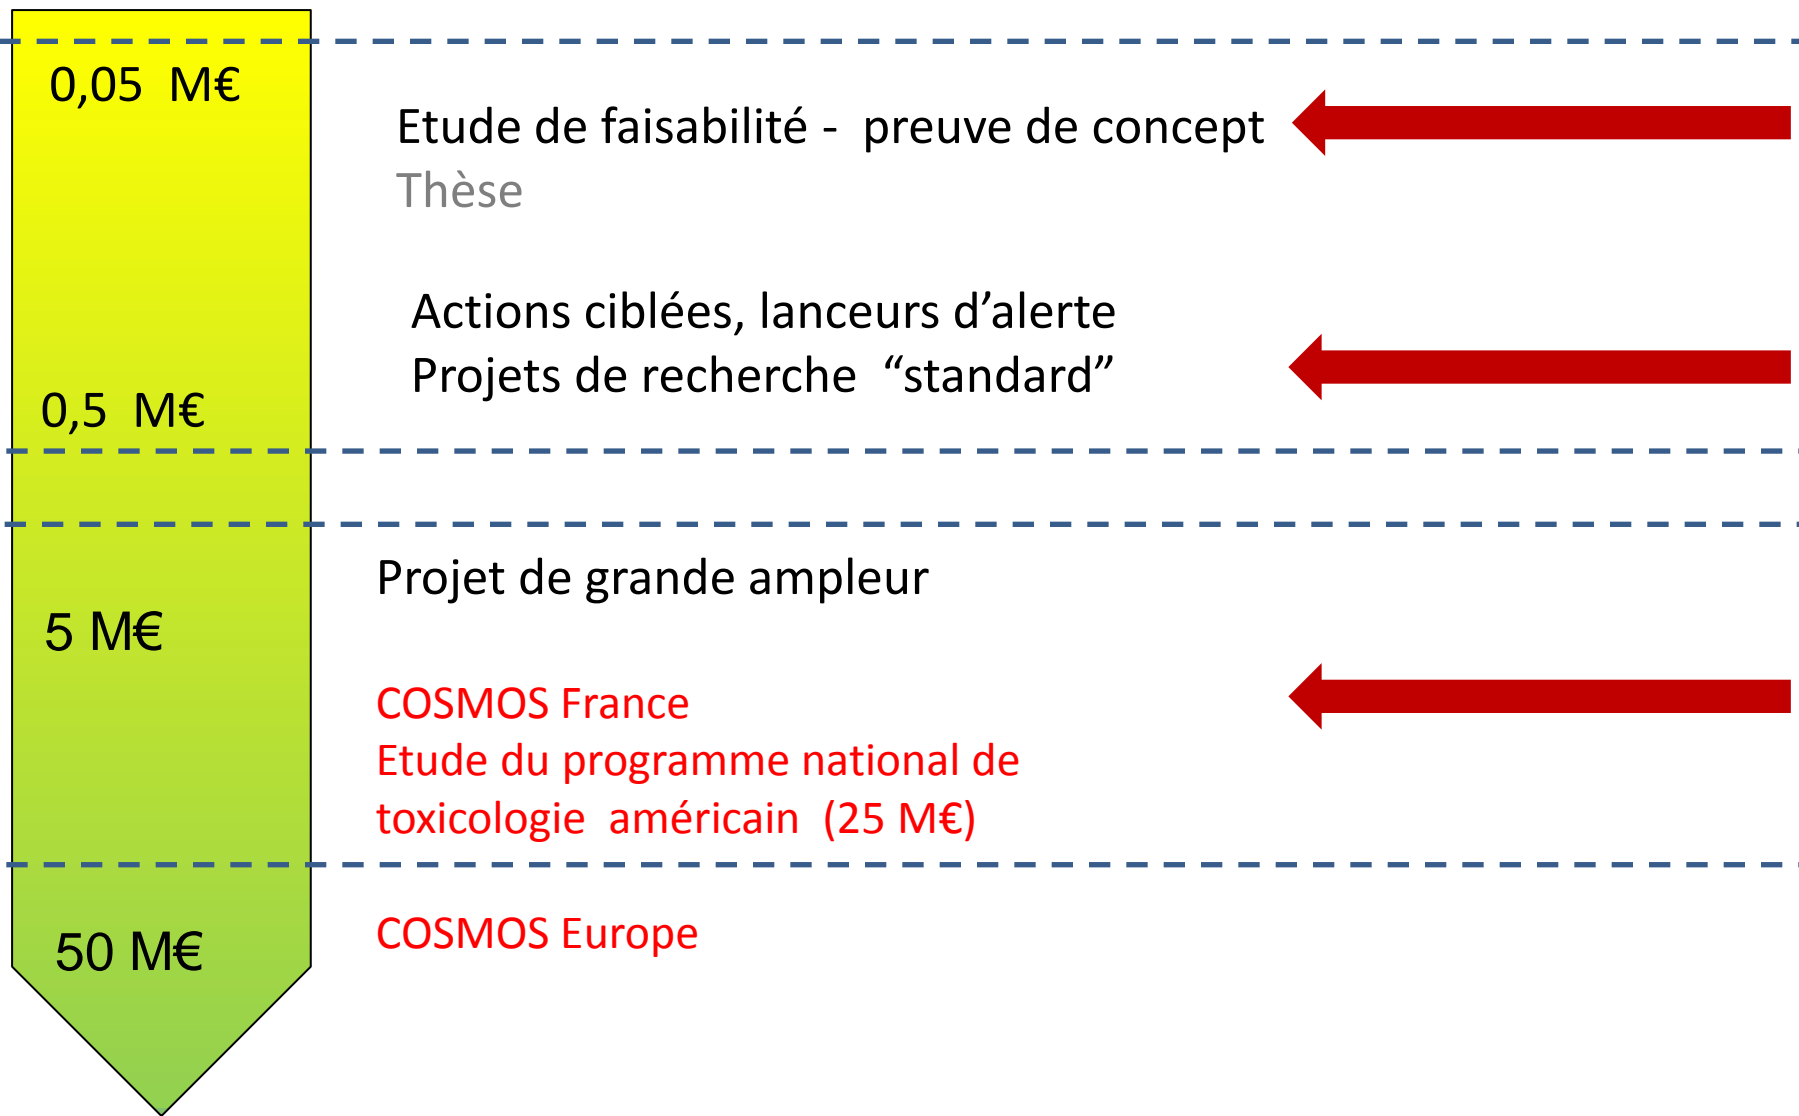 0,05 M€
Etude de faisabilité - preuve de concept
Thèse
Actions ciblées, lanceurs d’alerte
Projets de recherche “standard”
0,5 M€
Projet de grande ampleur
5 M€
COSMOS France
Etude du programme national de
toxicologie américain (25 M€)
COSMOS Europe
50 M€